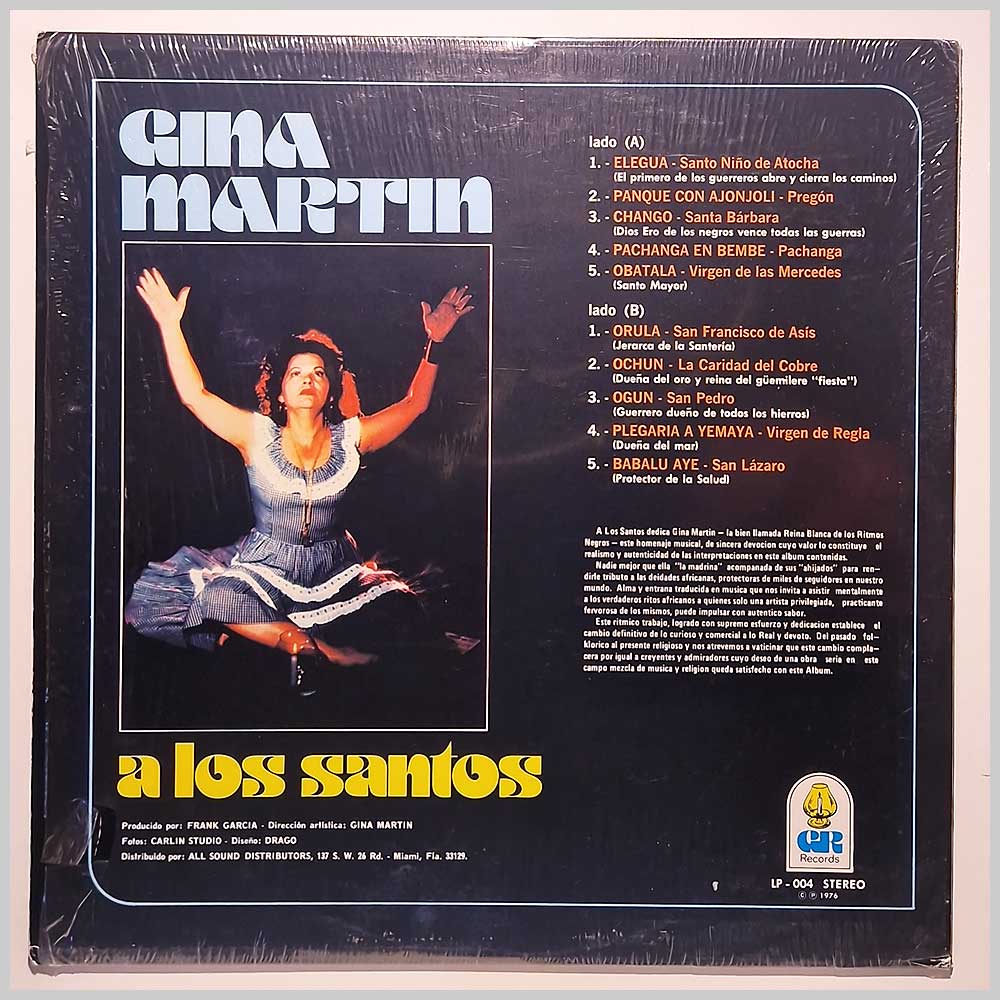 GINA
MARTIN
a los santos
Producido por: FRANK GARCIA - Dirección artística: GINA MARTIN
Fotos: CARLIN STUDIO - Diseño: DRAGO
Distribuido por: ALL SOUND DISTRIBUTORS, 137 S. W. 26 Rd. - Miami, Fla. 33129.
lado (A)
1. - ELEGUA - Santo Niño de Atocha
(El primero de los guerreros abre y cierra los caminos)
2. - PANQUE CON AJONJOLI - Pregón
3. - CHANGO - Santa Bárbara
(Dios Ero de los negros vence todas las guerras)
4. - PACHANGA EN BEMBE - Pachanga
5. - OBATALA - Virgen de las Mercedes
(Santo Mayor)
lado (B)
1. - ORULA - San Francisco de Asís
(Jerarca de la Santería)
2. - OCHUN - La Caridad del Cobre
(Dueña del oro y reina del güemilere "fiesta")
3. - OGUN - San Pedro
(Guerrero dueño de todos los hierros)
4. - PLEGARIA A YEMAYA - Virgen de Regla
(Dueña del mar)
5. - BABALU AYE - San Lázaro
(Protector de la Salud)
A Los Santos dedica Gina Martin — la bien llamada Reina Blanca de los Ritmos
Negros — este homenaje musical, de sincera devocion cuyo valor lo constituye el
realismo y autenticidad de las interpretaciones en este album contenidas.
Nadie mejor que ella "la madrina" acompanada de sus "ahijados" para ren-
dirle tributo a las deidades africanas, protectoras de miles de seguidores en nuestro
mundo. Alma y entrana traducida en musica que nos invita a asistir mentalmente
a los verdaderos ritos africanos a quienes solo una artista privilegiada, practicante
fervorosa de los mismos, puede impulsar con autentico sabor.
Este ritmico trabajo, logrado con supremo esfuerzo y dedicacion establece el
cambio definitivo de lo curioso y comercial a lo Real y devoto. Del pasado fol-
klorico al presente religioso y nos atrevemos a vaticinar que este cambio compla-
cera por igual a creyentes y admiradores cuyo deseo de una obra seria en este
campo mezcla de musica y religion queda satisfecho con este Album.
GR
Records
LP - 004 STEREO
© ℗ 1976